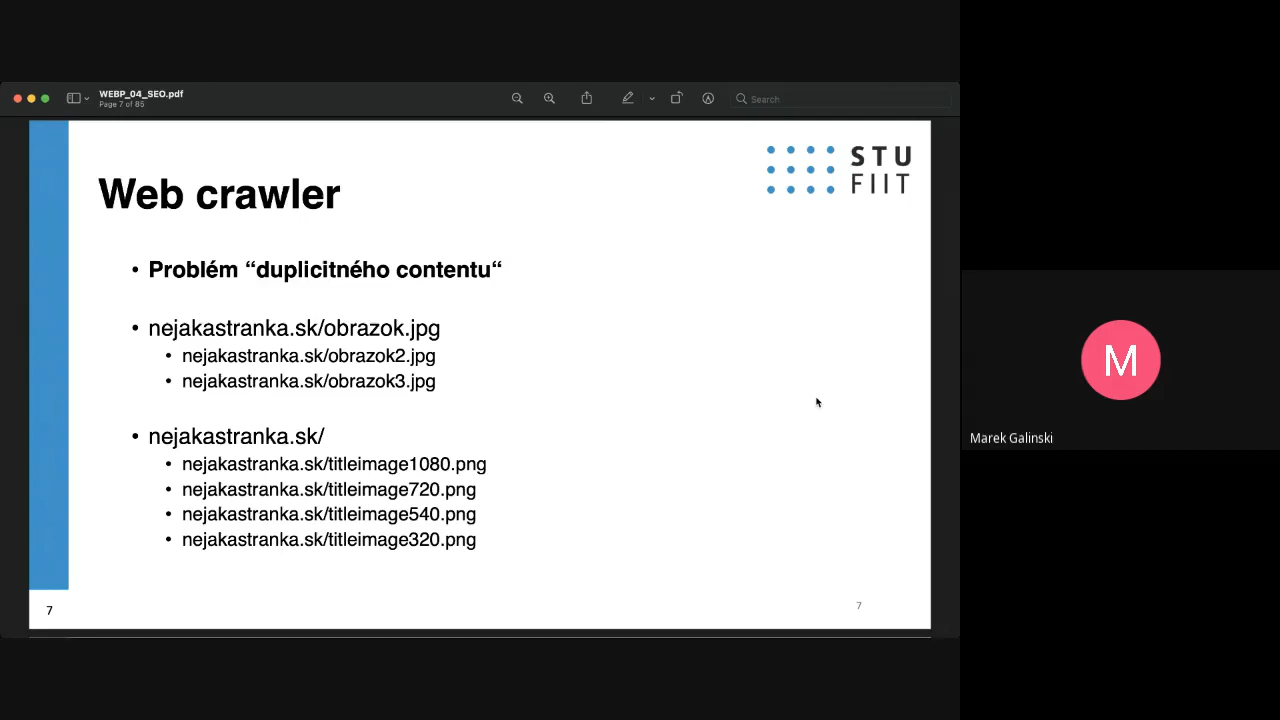 WEBP_04_SEO.pdf
Page 7 of 85
Search
STU
FIIT
Web crawler
• Problém “duplicitného contentu“
• nejakastranka.sk/obrazok.jpg
• nejakastranka.sk/obrazok2.jpg
• nejakastranka.sk/obrazok3.jpg
• nejakastranka.sk/
• nejakastranka.sk/titleimage1080.png
• nejakastranka.sk/titleimage720.png
• nejakastranka.sk/titleimage540.png
• nejakastranka.sk/titleimage320.png
7
7
M
Marek Galinski